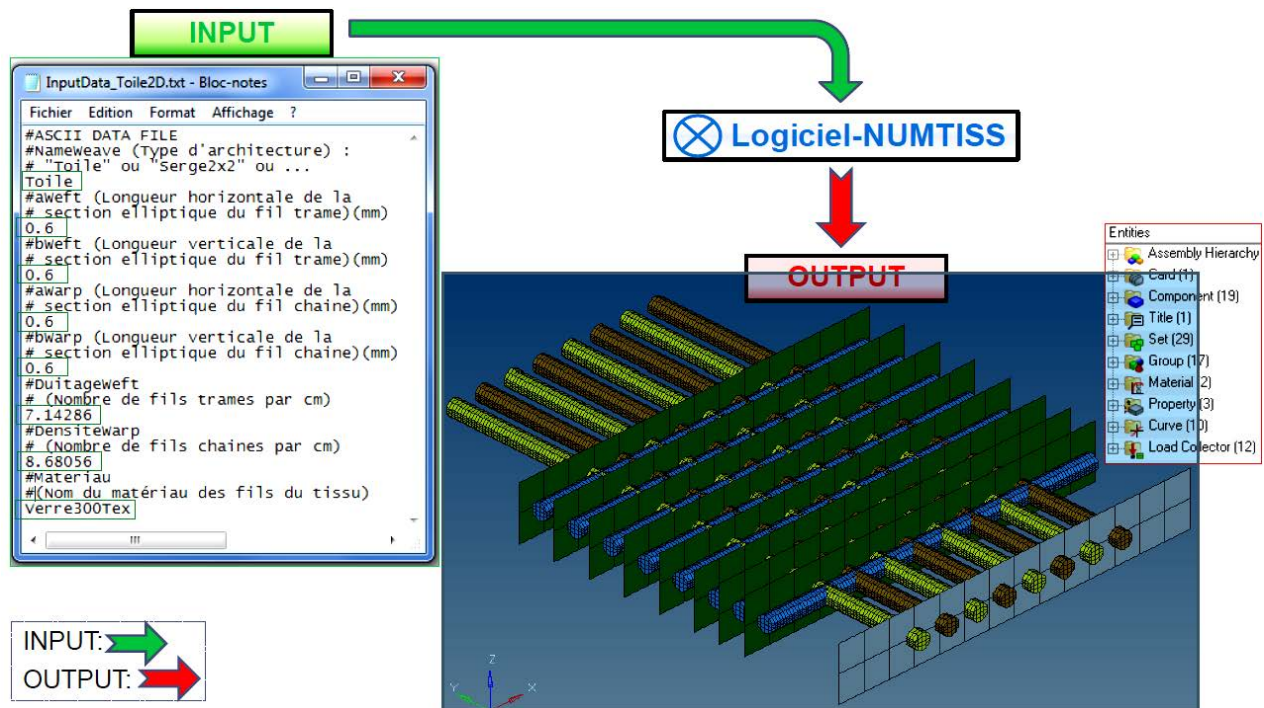 INPUT
InputData_Toile2D.txt - Bloc-notes
Fichier Edition Format Affichage ?
#ASCII DATA FILE
#NameWeave (Type d'architecture) :
# "Toile" ou "Serge2x2" ou ...
Toile
#aWeft (Longueur horizontale de la
# section elliptique du fil trame)(mm)
0.6
#bWeft (Longueur verticale de la
# section elliptique du fil trame)(mm)
0.6
#aWarp (Longueur horizontale de la
# section elliptique du fil chaine)(mm)
0.6
#bWarp (Longueur verticale de la
# section elliptique du fil chaine)(mm)
0.6
#DuitageWeft
# (Nombre de fils trames par cm)
7.14286
#DensiteWarp
# (Nombre de fils chaines par cm)
8.68056
#Materiau
#(Nom du matériau des fils du tissu)
Verre300Tex
Logiciel-NUMTISS
OUTPUT
Entities
Assembly Hierarchy
Card (1)
Component (19)
Title (1)
Set (29)
Group (17)
Material (2)
Property (3)
Curve (10)
Load Collector (12)
Z
Y
X
INPUT:
OUTPUT: